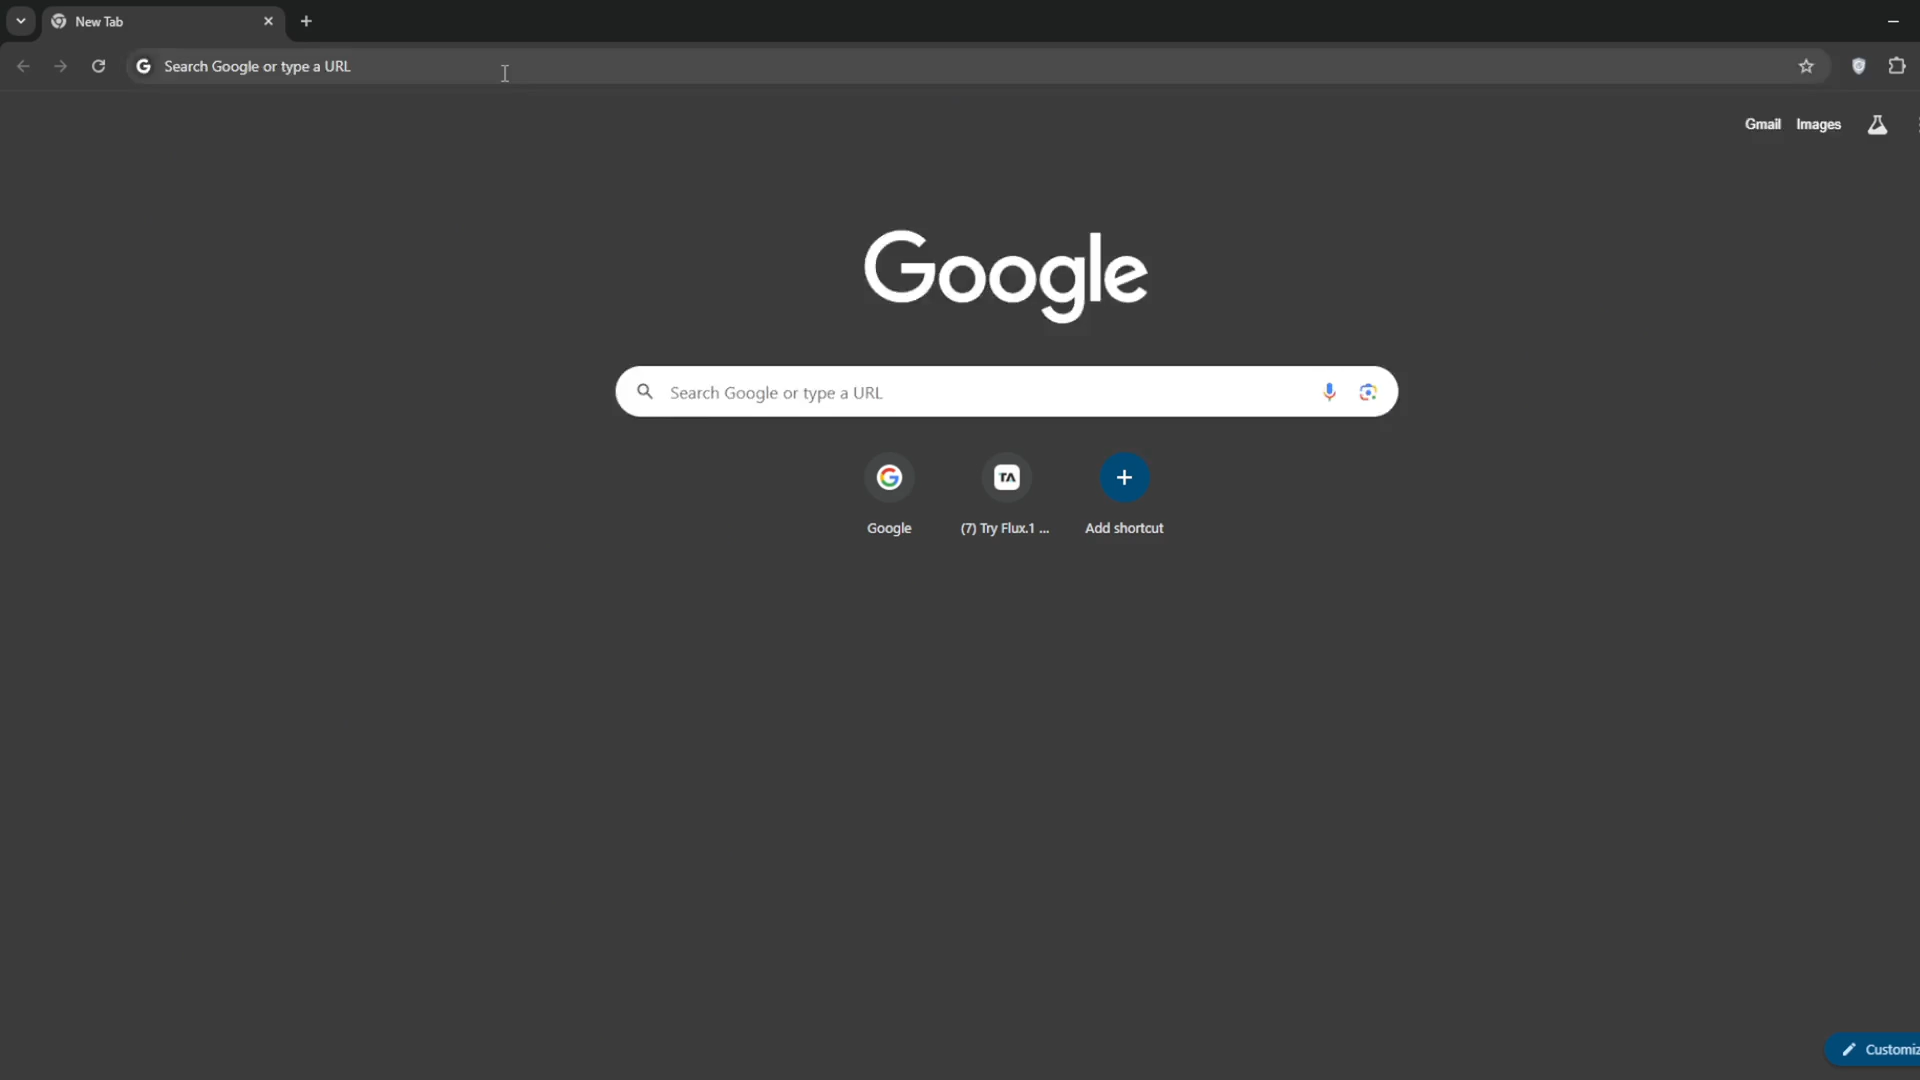 New Tab
Search Google or type a URL
Gmail Images
Google
Search Google or type a URL
TA
Google (7) Try Flux.1 ... Add shortcut
Customiz